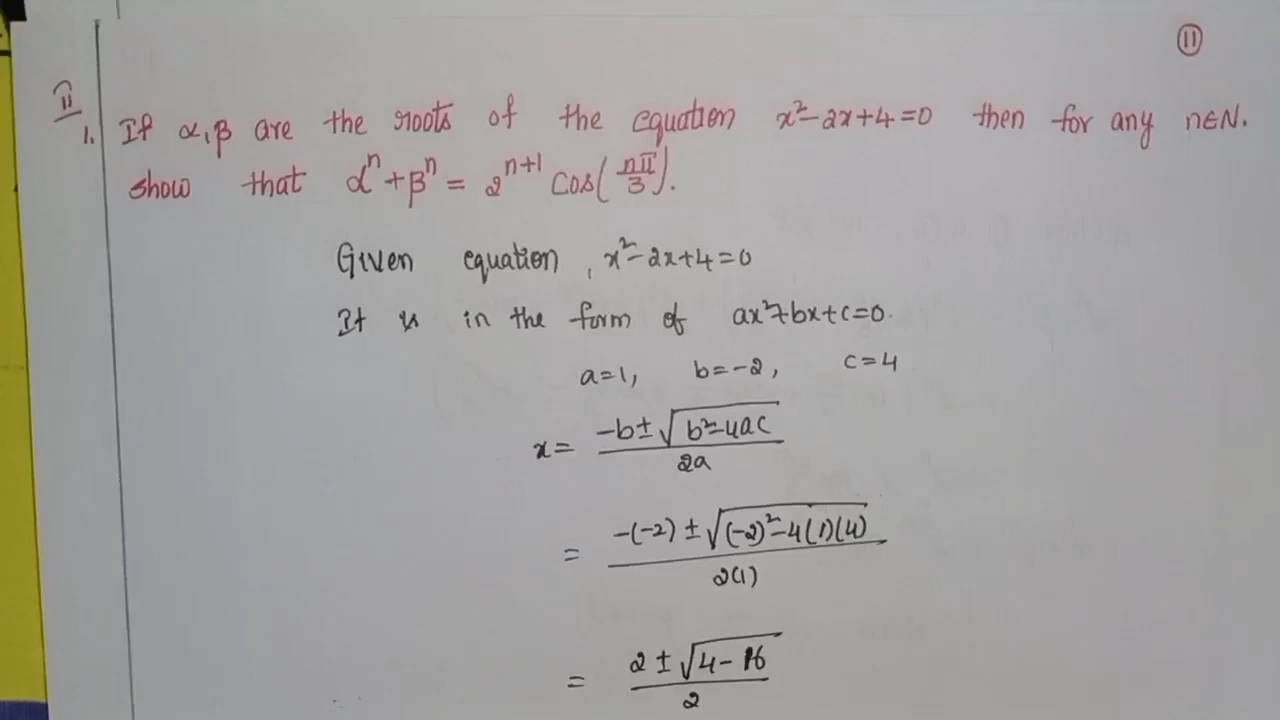 11
II
1. If α,β are the roots of the equation x²-2x+4=0 then for any n∈N.
show that αⁿ+βⁿ = 2ⁿ⁺¹ cos(nπ/3).
Given equation, x²-2x+4=0
It is in the form of ax²+bx+c=0.
a=1, b=-2, c=4
x = (-b±√(b²-4ac))/2a
= (-(-2) ± √((-2)²-4(1)(4)))/2(1)
= (2 ± √(4-16))/2